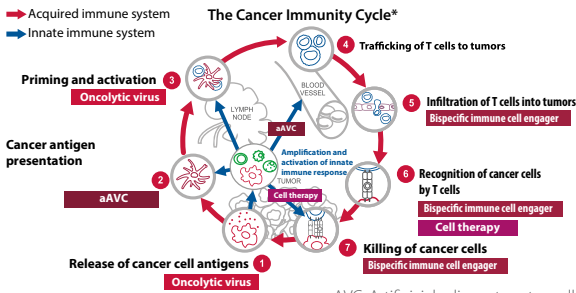 The Cancer Immunity Cycle*
Acquired immune system
Innate immune system
4 Trafficking of T cells to tumors
Priming and activation 3
Oncolytic virus
BLOOD
VESSEL
LYMPH
NODE
5 Infiltration of T cells into tumors
Bispecific immune cell engager
aAVC
Cancer antigen
presentation
Amplification and
activation of innate
immune response
TUMOR
2
aAVC
Cell therapy
6 Recognition of cancer cells
by T cells
Bispecific immune cell engager
Cell therapy
7 Killing of cancer cells
Bispecific immune cell engager
Release of cancer cell antigens 1
Oncolytic virus